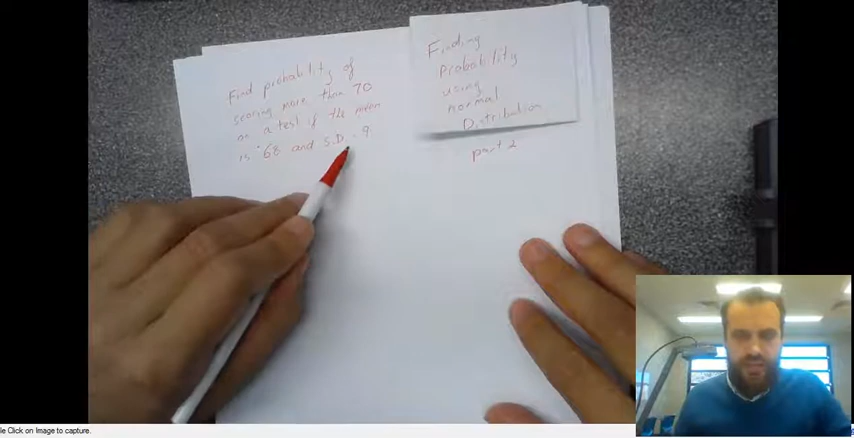 Find probability of
scoring more than 70
on a test if the mean
is 68 and S.D. = 9
Finding
Probability
using
normal
Distribution
part 2
le Click on Image to capture.